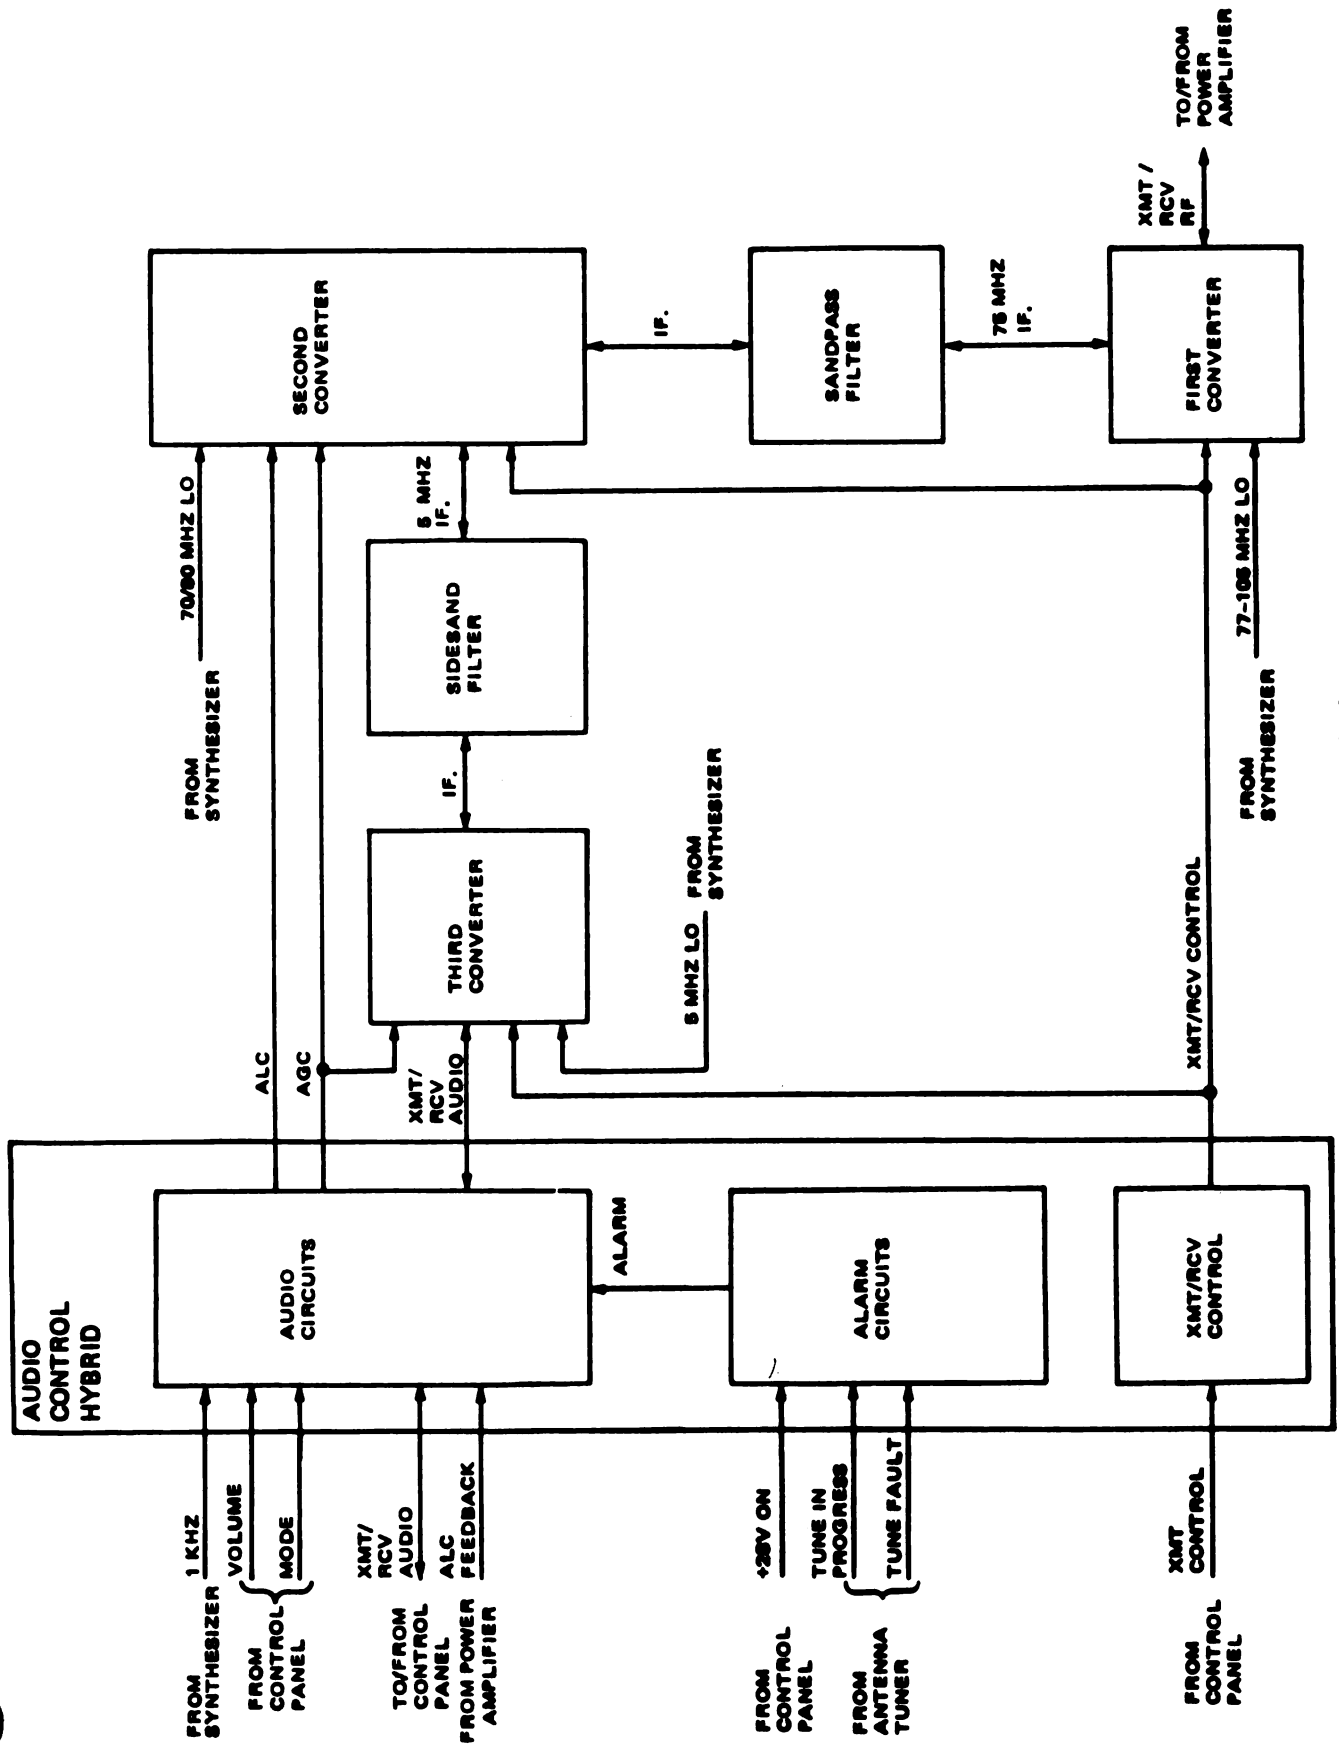 AUDIO
CONTROL
HYBRID
FROM
SYNTHESIZER
1 KHZ
VOLUME
MODE
FROM
CONTROL
PANEL
XMT/
RCV
AUDIO
TO/FROM
CONTROL
PANEL
ALC
FEEDBACK
FROM POWER
AMPLIFIER
AUDIO
CIRCUITS
ALC
AGC
XMT/
RCV
AUDIO
FROM
SYNTHESIZER
70/80 MHZ LO
SECOND
CONVERTER
THIRD
CONVERTER
IF.
SIDESAND
FILTER
5 MHZ
IF.
5 MHZ LO
FROM
SYNTHESIZER
IF.
ALARM
+28V ON
FROM
CONTROL
PANEL
TUNE IN
PROGRESS
TUNE FAULT
FROM
ANTENNA
TUNER
ALARM
CIRCUITS
SANDPASS
FILTER
75 MHZ
IF.
XMT
CONTROL
FROM
CONTROL
PANEL
XMT/RCV
CONTROL
XMT/RCV CONTROL
FROM
SYNTHESIZER
77-105 MHZ LO
FIRST
CONVERTER
XMT /
RCV
RF
TO/FROM
POWER
AMPLIFIER